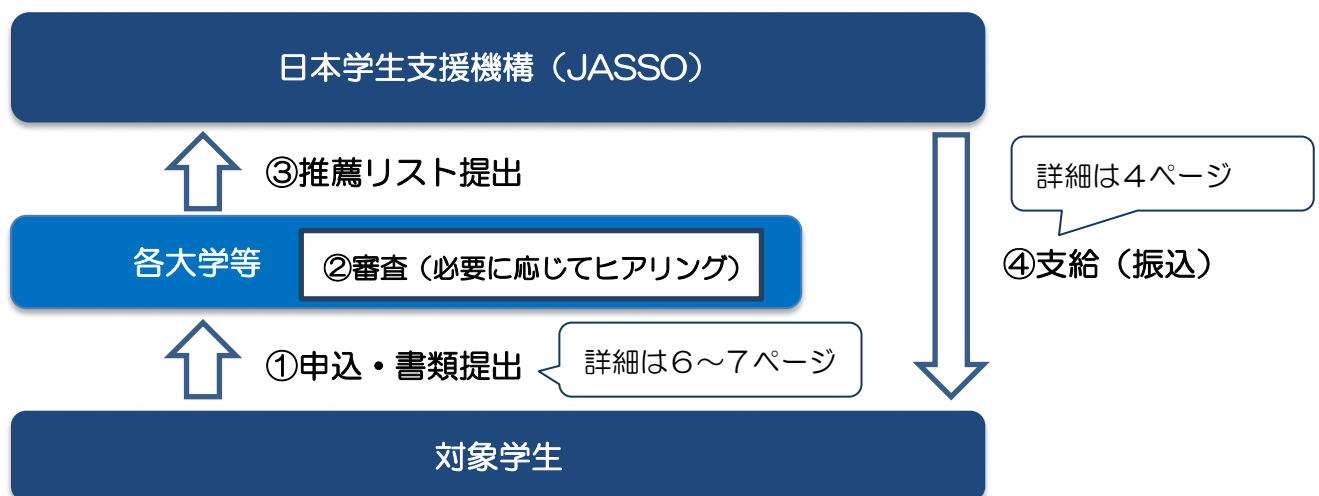 日本学生支援機構（JASSO）
③推薦リスト提出
詳細は４ページ
各大学等
②審査（必要に応じてヒアリング）
④支給（振込）
①申込・書類提出
詳細は６～７ページ
対象学生